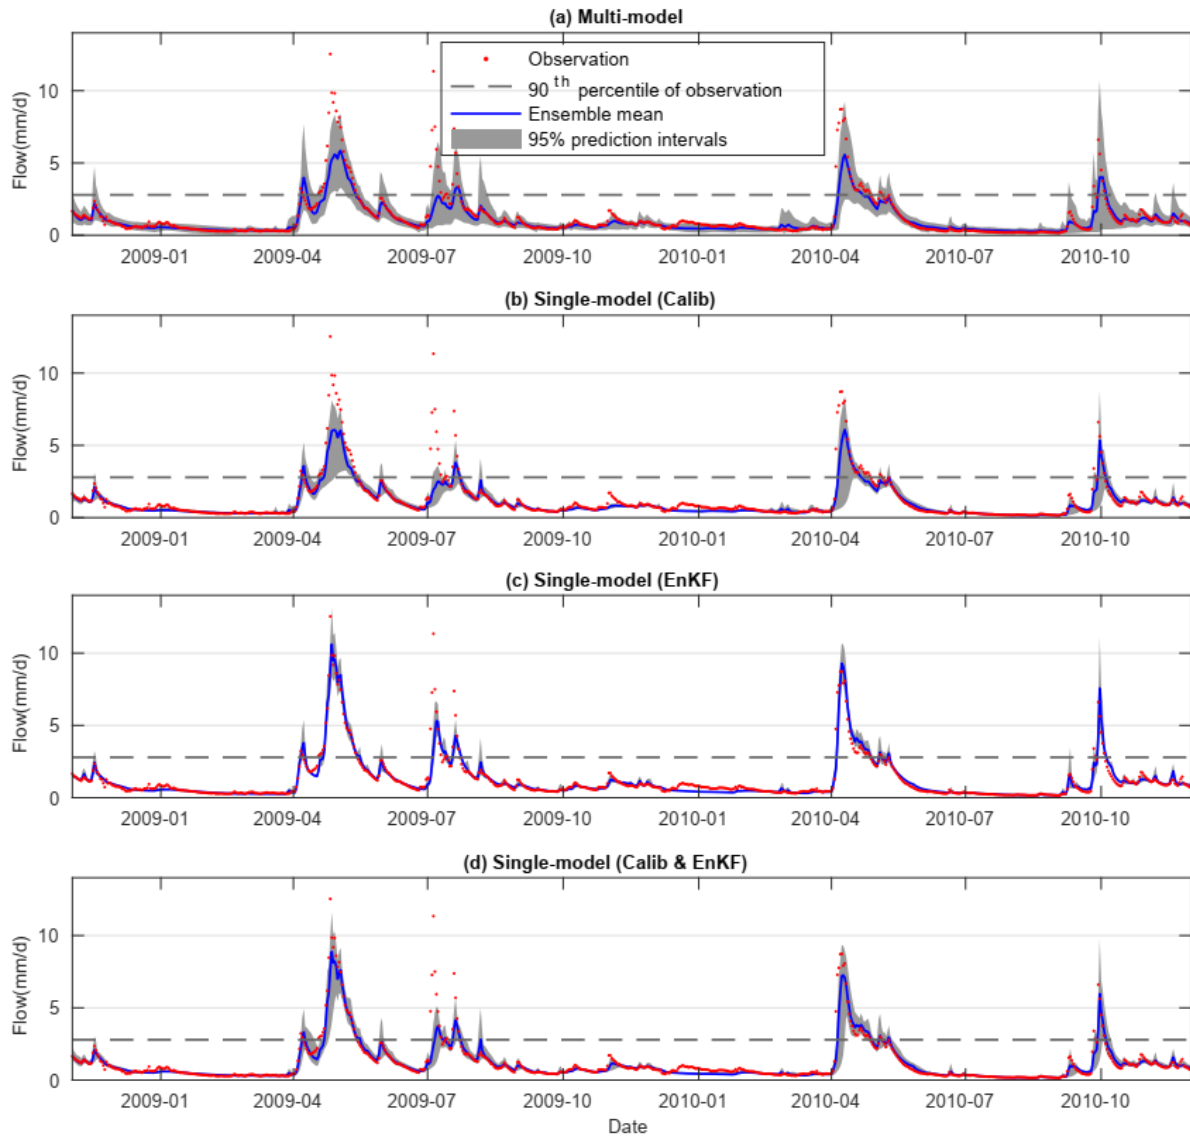 (a) Multi-model
Observation
90 th percentile of observation
Ensemble mean
95% prediction intervals
Flow(mm/d)
10
5
0
2009-01 2009-04 2009-07 2009-10 2010-01 2010-04 2010-07 2010-10
(b) Single-model (Calib)
Flow(mm/d)
10
5
0
2009-01 2009-04 2009-07 2009-10 2010-01 2010-04 2010-07 2010-10
(c) Single-model (EnKF)
Flow(mm/d)
10
5
0
2009-01 2009-04 2009-07 2009-10 2010-01 2010-04 2010-07 2010-10
(d) Single-model (Calib & EnKF)
Flow(mm/d)
10
5
0
2009-01 2009-04 2009-07 2009-10 2010-01 2010-04 2010-07 2010-10
Date